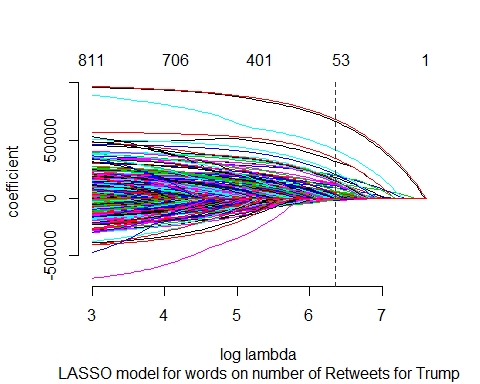 811 706 401 53 1
coefficient
50000
0
-50000
3 4 5 6 7
log lambda
LASSO model for words on number of Retweets for Trump